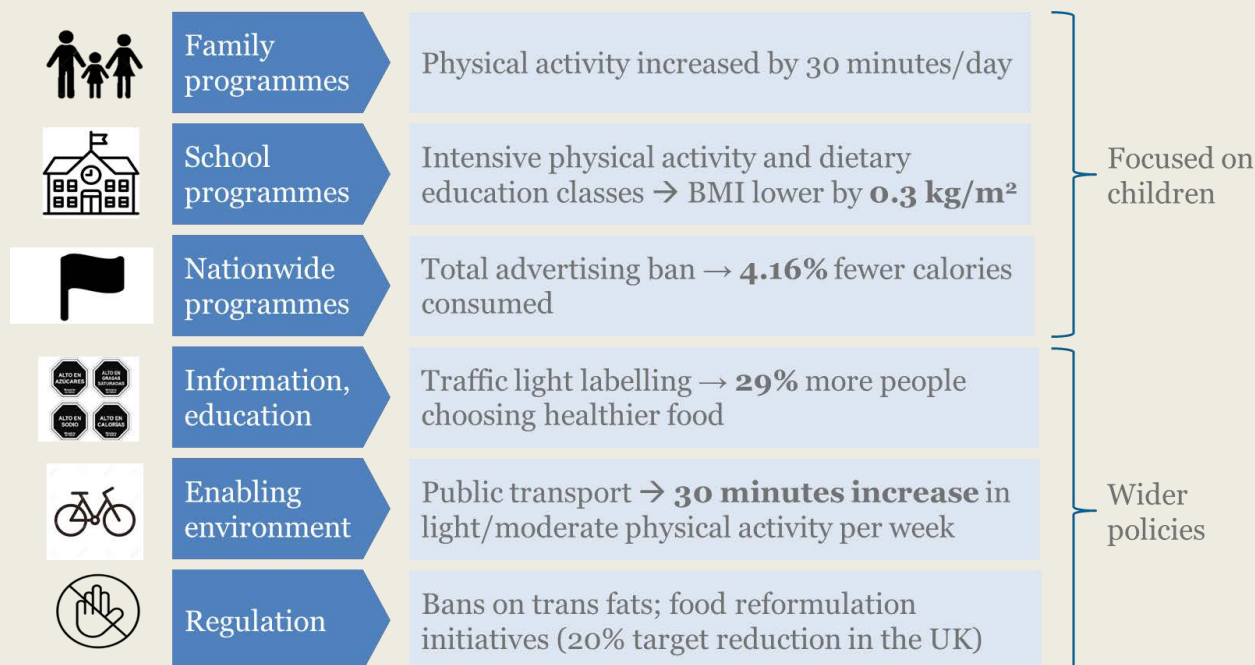 Family
programmes
Physical activity increased by 30 minutes/day
School
programmes
Intensive physical activity and dietary
education classes → BMI lower by 0.3 kg/m²
Nationwide
programmes
Total advertising ban → 4.16% fewer calories
consumed
Focused on
children
ALTO EN
AZÚCARES
ALTO EN
GRASAS
SATURADAS
ALTO EN
SODIO
ALTO EN
CALORÍAS
Information,
education
Traffic light labelling → 29% more people
choosing healthier food
Enabling
environment
Public transport → 30 minutes increase in
light/moderate physical activity per week
Regulation
Bans on trans fats; food reformulation
initiatives (20% target reduction in the UK)
Wider
policies